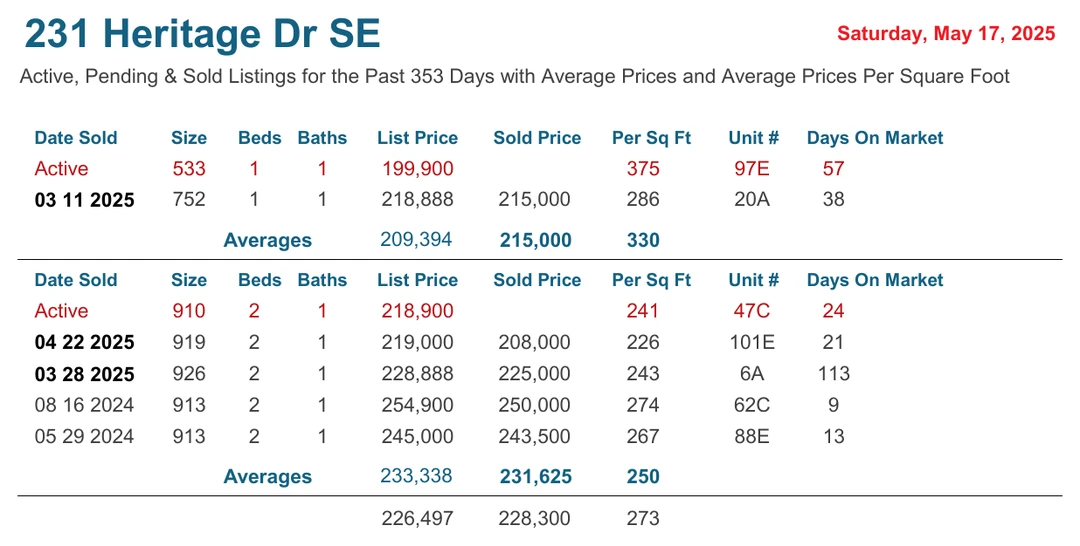 231 Heritage Dr SE
Saturday, May 17, 2025
Active, Pending & Sold Listings for the Past 353 Days with Average Prices and Average Prices Per Square Foot
Date Sold Size Beds Baths List Price Sold Price Per Sq Ft Unit # Days On Market
Active 533 1 1 199,900 375 97E 57
03 11 2025 752 1 1 218,888 215,000 286 20A 38
Averages 209,394 215,000 330
Date Sold Size Beds Baths List Price Sold Price Per Sq Ft Unit # Days On Market
Active 910 2 1 218,900 241 47C 24
04 22 2025 919 2 1 219,000 208,000 226 101E 21
03 28 2025 926 2 1 228,888 225,000 243 6A 113
08 16 2024 913 2 1 254,900 250,000 274 62C 9
05 29 2024 913 2 1 245,000 243,500 267 88E 13
Averages 233,338 231,625 250
226,497 228,300 273